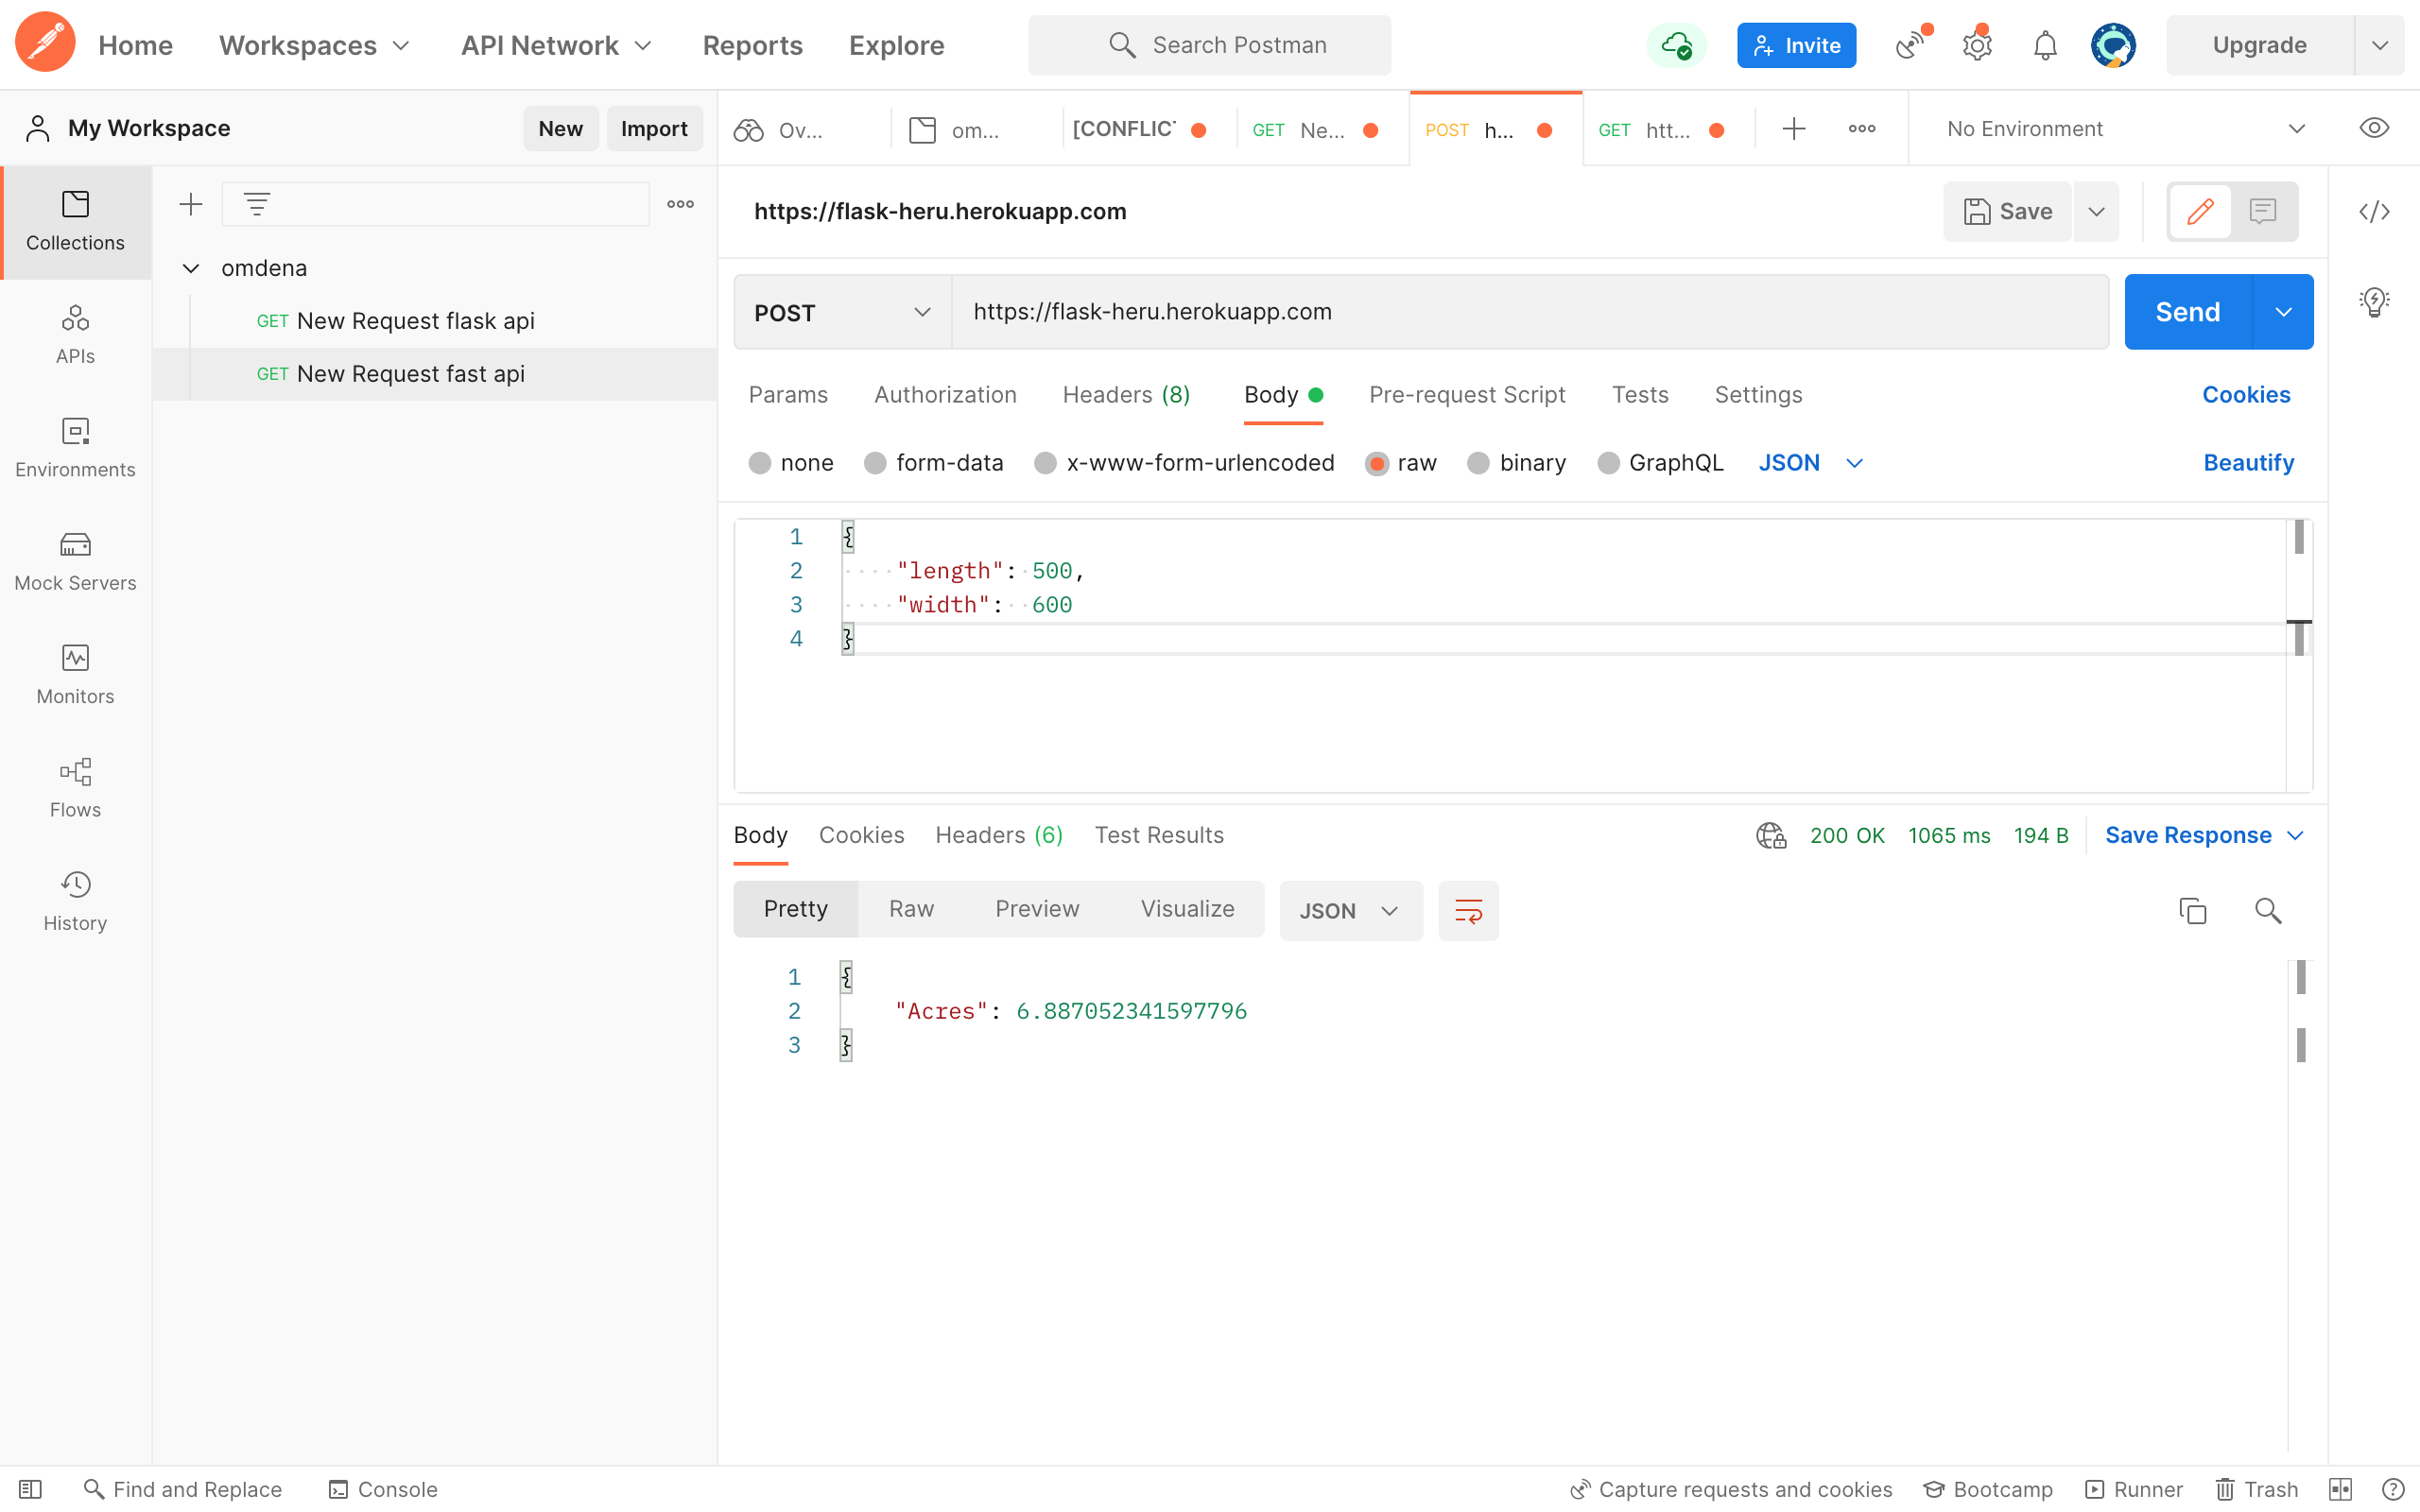 Home
Workspaces
API Network
Reports
Explore
Search Postman
Invite
Upgrade
My Workspace
New
Import
Ov...
om...
[CONFLICT
GET Ne...
POST h...
GET htt...
No Environment
Collections
APIs
Environments
Mock Servers
Monitors
Flows
History
omdena
GET New Request flask api
GET New Request fast api
https://flask-heru.herokuapp.com
Save
POST
https://flask-heru.herokuapp.com
Send
Params
Authorization
Headers (8)
Body
Pre-request Script
Tests
Settings
Cookies
none
form-data
x-www-form-urlencoded
raw
binary
GraphQL
JSON
Beautify
1 {
2 "length": 500,
3 "width": 600
4 }
Body
Cookies
Headers (6)
Test Results
200 OK
1065 ms
194 B
Save Response
Pretty
Raw
Preview
Visualize
JSON
1 {
2 "Acres": 6.887052341597796
3 }
Find and Replace
Console
Capture requests and cookies
Bootcamp
Runner
Trash